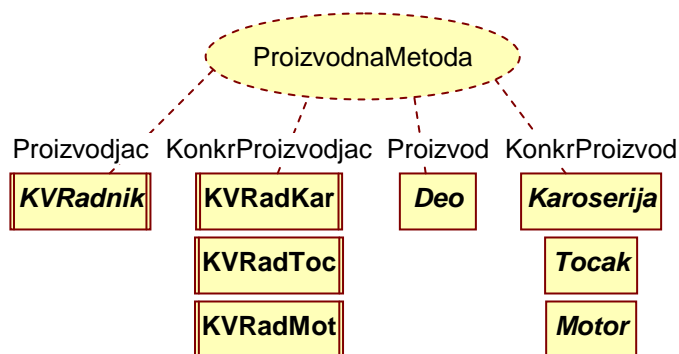 ProizvodnaMetoda
Proizvodjac KonkrProizvodjac Proizvod KonkrProizvod
KVRadnik KVRadKar Deo Karoserija
KVRadToc Tocak
KVRadMot Motor